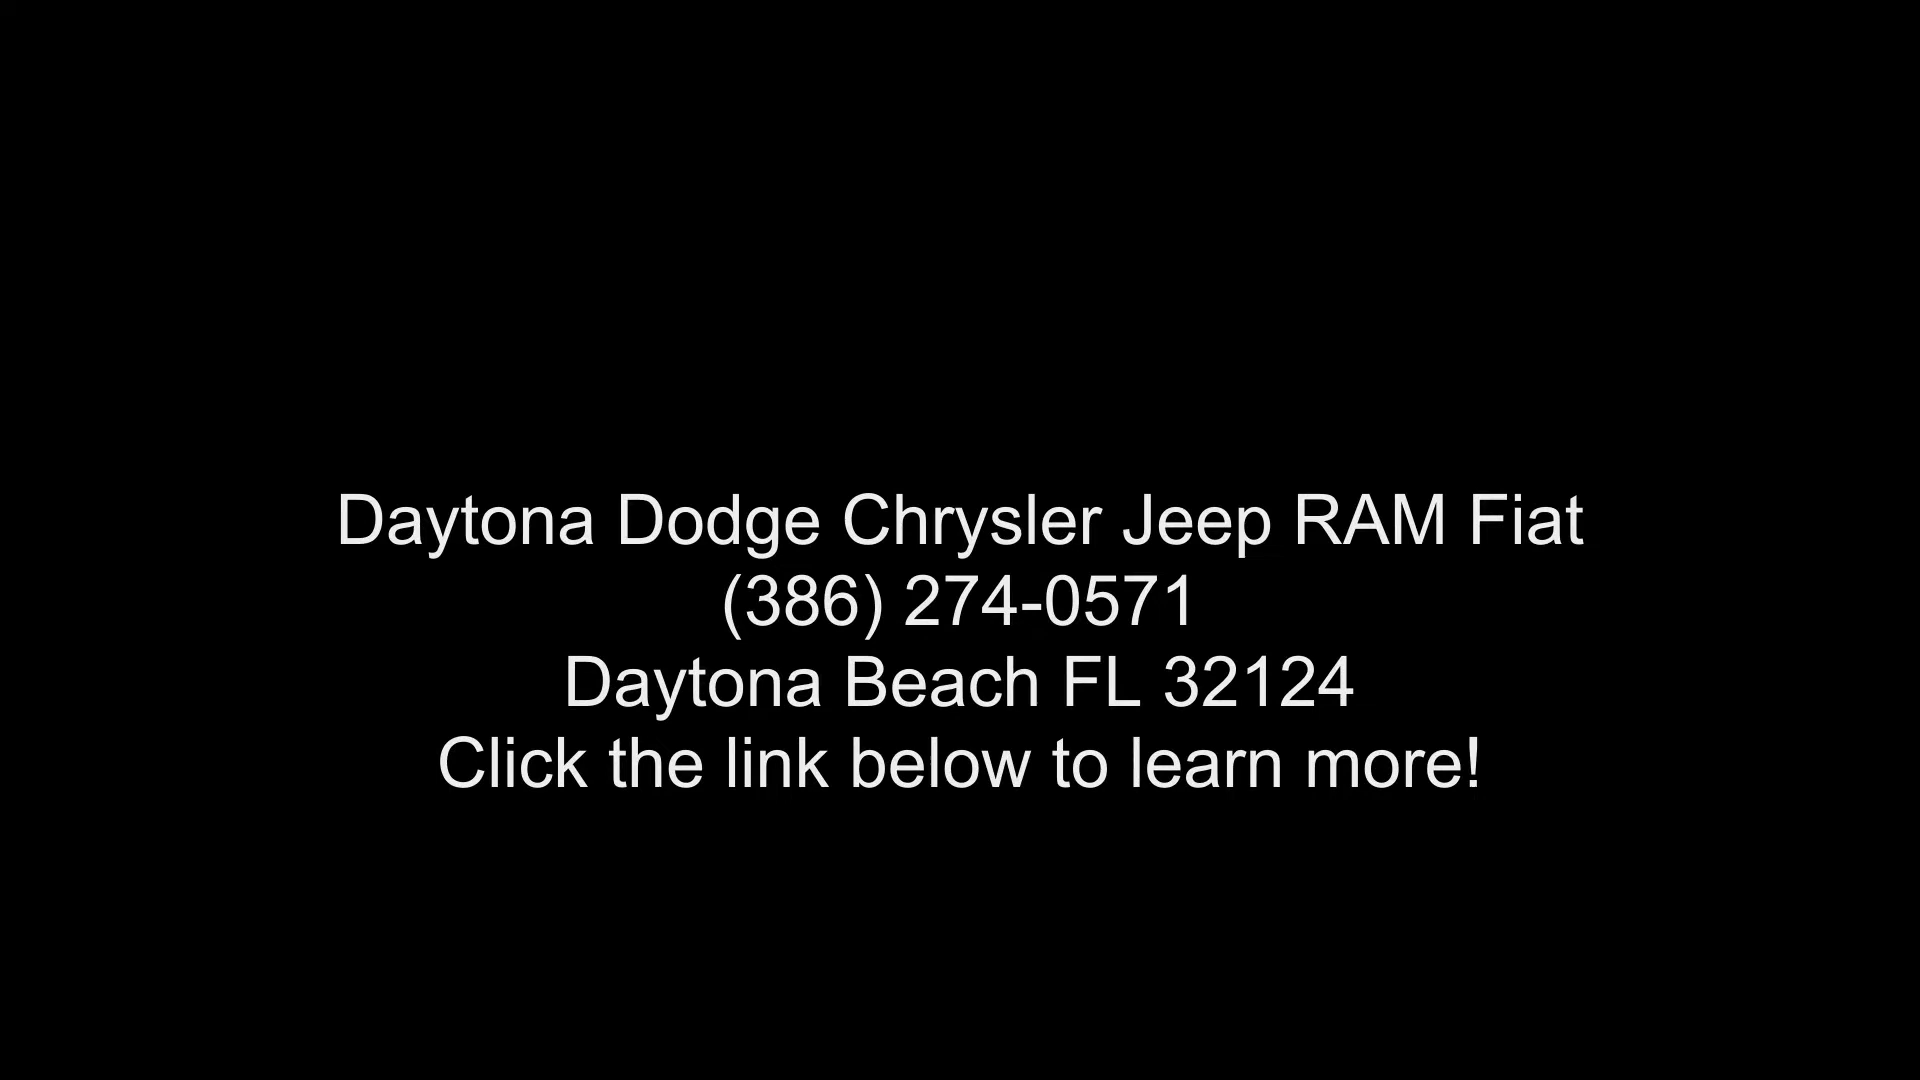 Daytona Dodge Chrysler Jeep RAM Fiat
(386) 274-0571
Daytona Beach FL 32124
Click the link below to learn more!